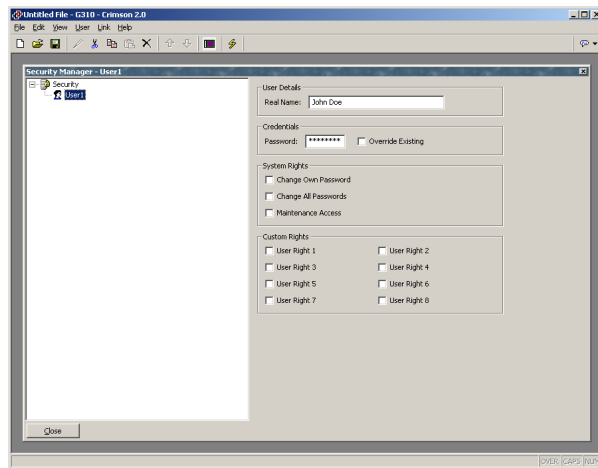 Untitled File - G310 - Crimson 2.0
File Edit View User Link Help
Security Manager - User1
Security
User1
User Details
Real Name: John Doe
Credentials
Password: ******** Override Existing
System Rights
Change Own Password
Change All Passwords
Maintenance Access
Custom Rights
User Right 1 User Right 2
User Right 3 User Right 4
User Right 5 User Right 6
User Right 7 User Right 8
Close
OVER CAPS NUM